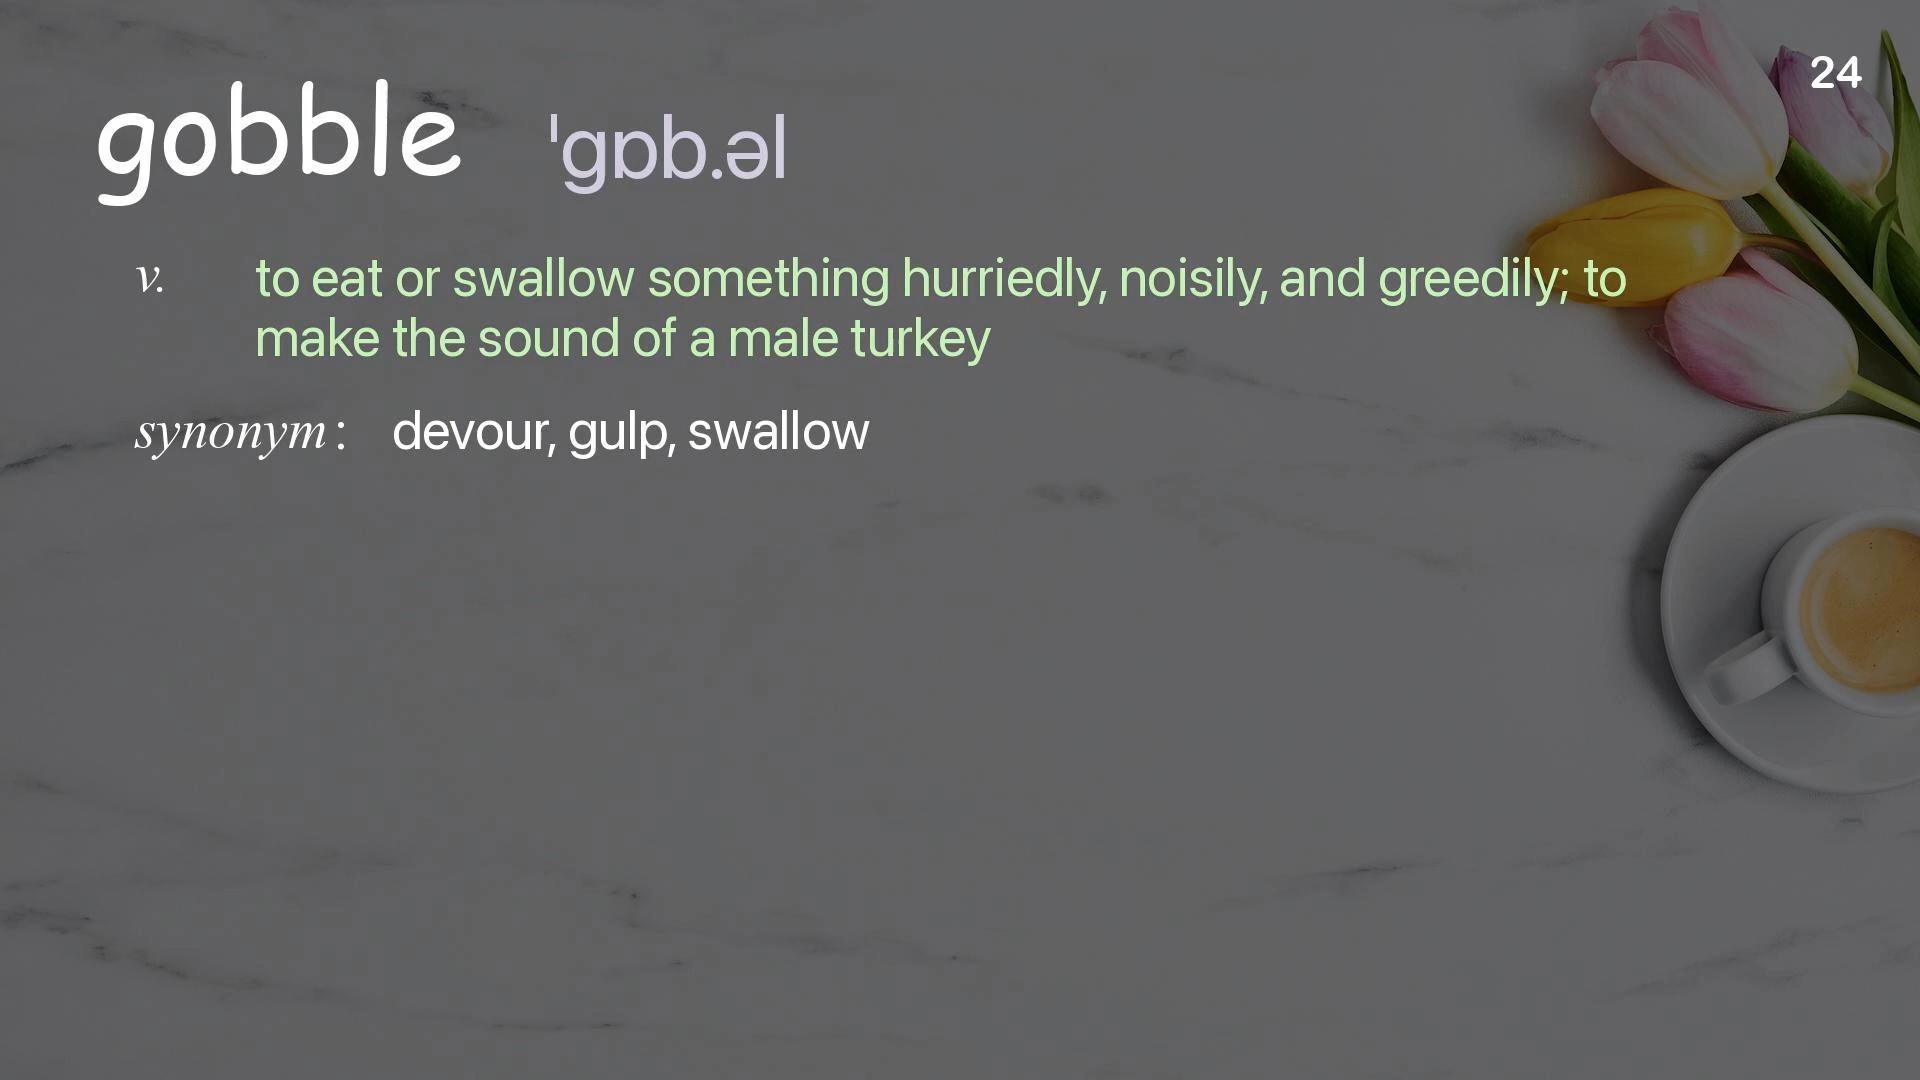 24
gobble ˈɡɒb.əl
v. to eat or swallow something hurriedly, noisily, and greedily; to
make the sound of a male turkey
synonym: devour, gulp, swallow